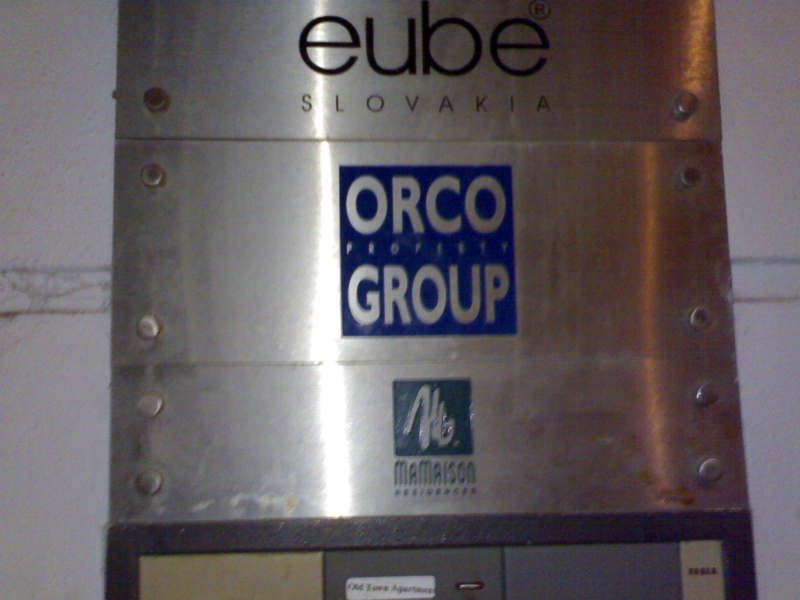 eube®
SLOVAKIA
ORCO
PROPERTY
GROUP
MAMAISON
RESIDENCES
Old Town Apartments
TESLA